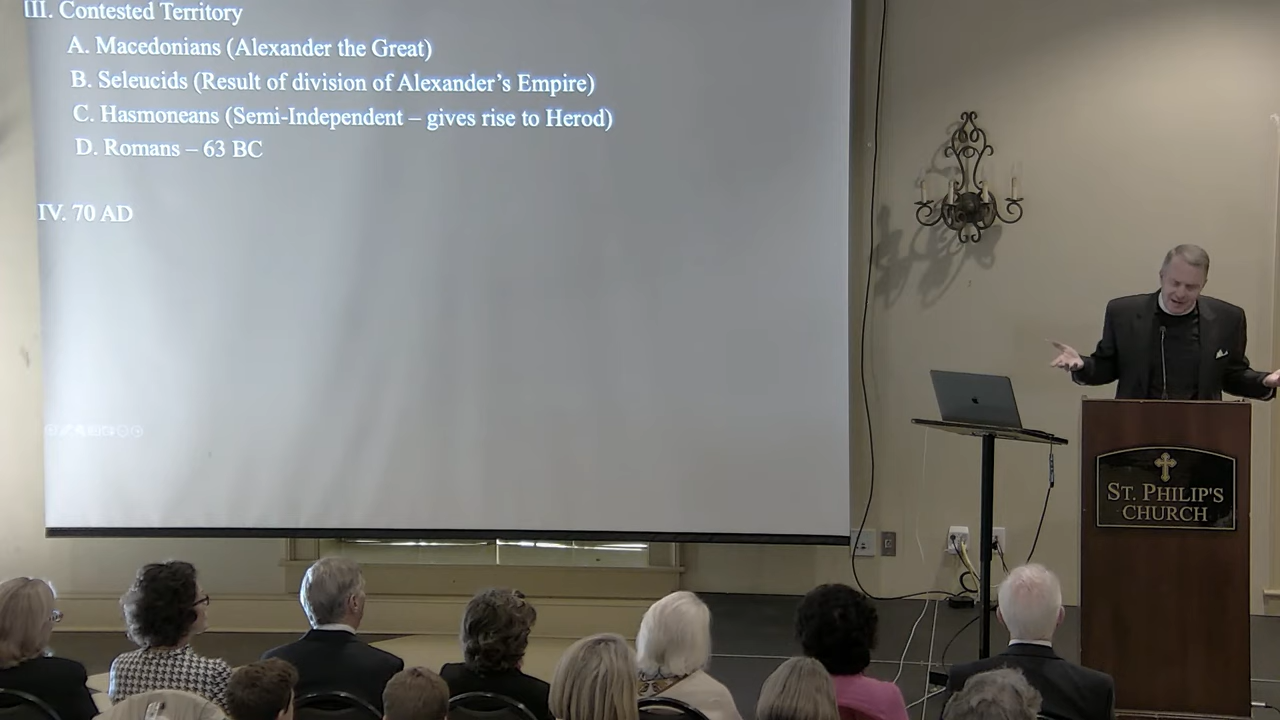 III. Contested Territory
A. Macedonians (Alexander the Great)
B. Seleucids (Result of division of Alexander's Empire)
C. Hasmoneans (Semi-Independent – gives rise to Herod)
D. Romans – 63 BC
IV. 70 AD
ST. PHILIP'S
CHURCH